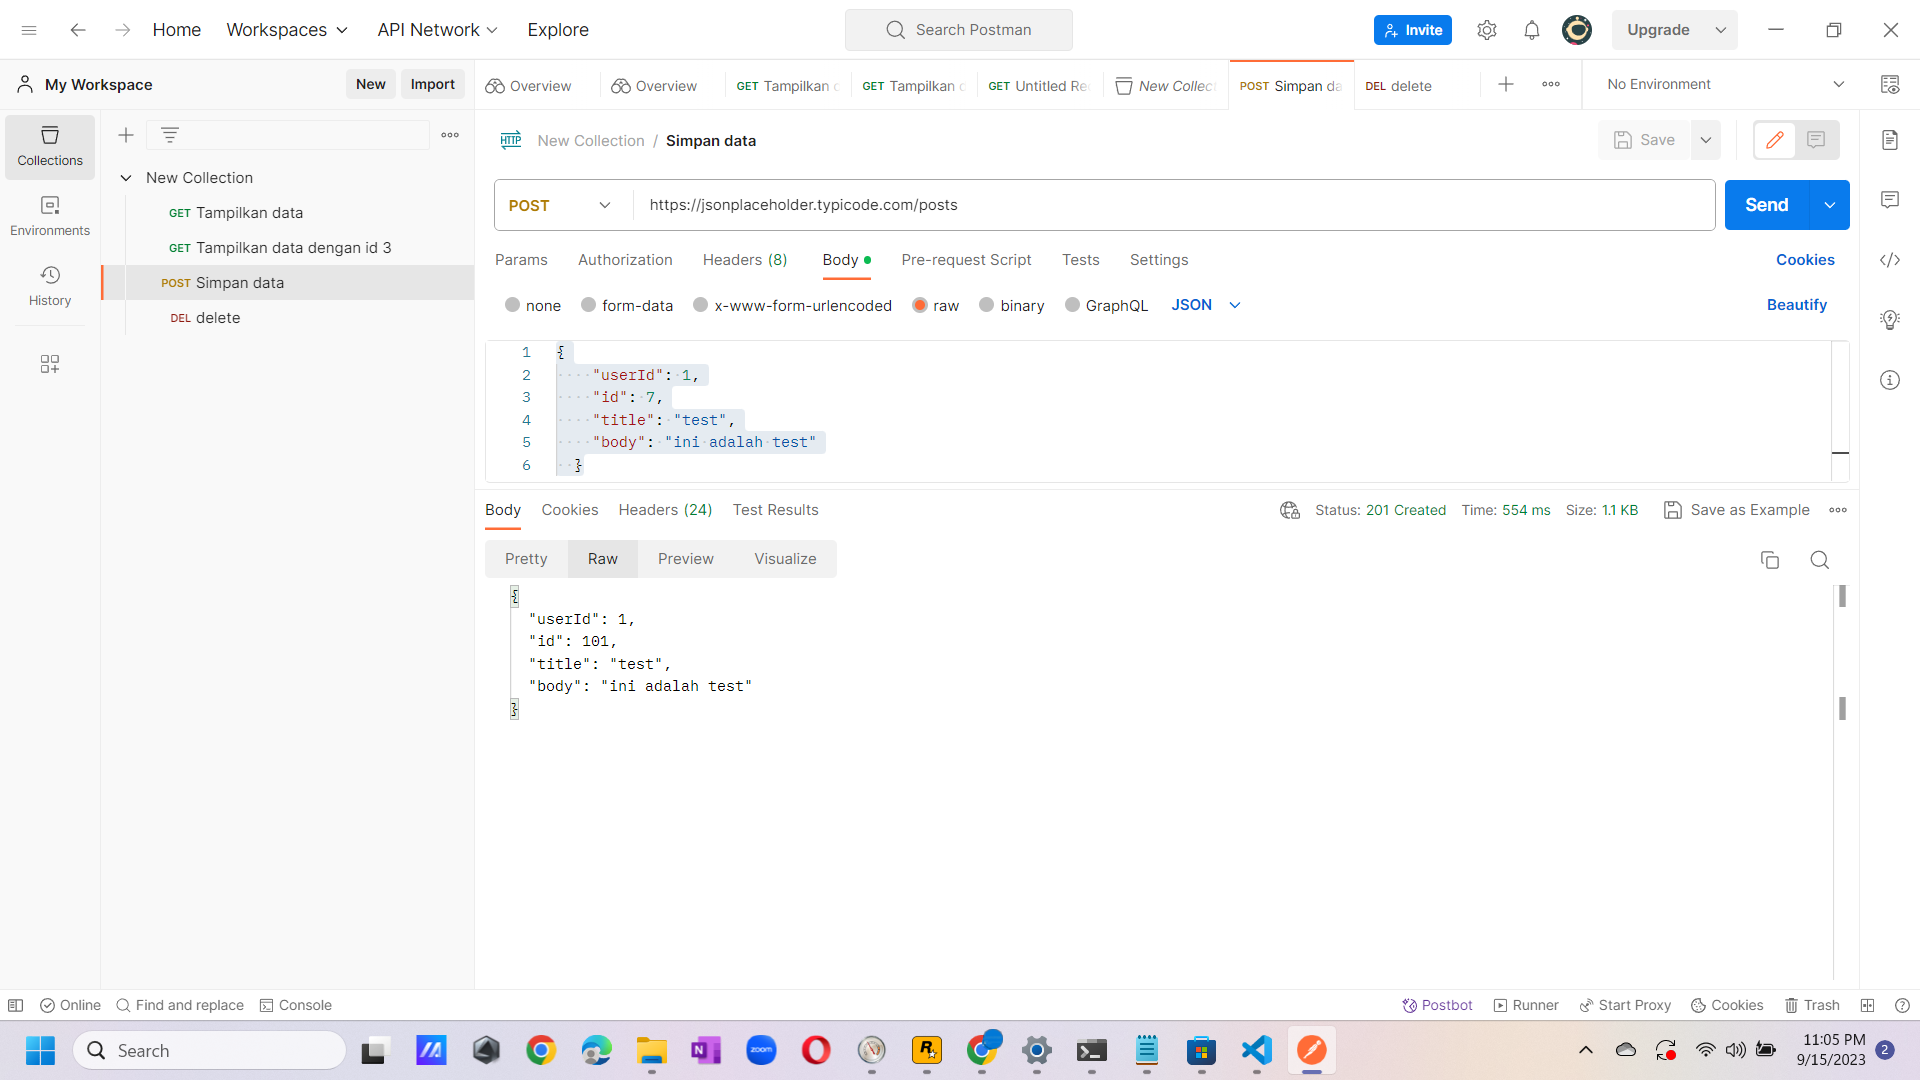 Home Workspaces API Network Explore Search Postman Invite Upgrade
My Workspace New Import
Overview Overview GET Tampilkan GET Tampilkan GET Untitled Re New Collec POST Simpan da DEL delete No Environment
Collections
Environments
History
New Collection
GET Tampilkan data
GET Tampilkan data dengan id 3
POST Simpan data
DEL delete
HTTP New Collection / Simpan data Save
POST https://jsonplaceholder.typicode.com/posts Send
Params Authorization Headers (8) Body Pre-request Script Tests Settings Cookies
none form-data x-www-form-urlencoded raw binary GraphQL JSON Beautify
1 {
2 "userId": 1,
3 "id": 7,
4 "title": "test",
5 "body": "ini adalah test"
6 }
Body Cookies Headers (24) Test Results Status: 201 Created Time: 554 ms Size: 1.1 KB Save as Example
Pretty Raw Preview Visualize
{
"userId": 1,
"id": 101,
"title": "test",
"body": "ini adalah test"
}
Online Find and replace Console Postbot Runner Start Proxy Cookies Trash
Search zoom N R 11:05 PM
9/15/2023 2